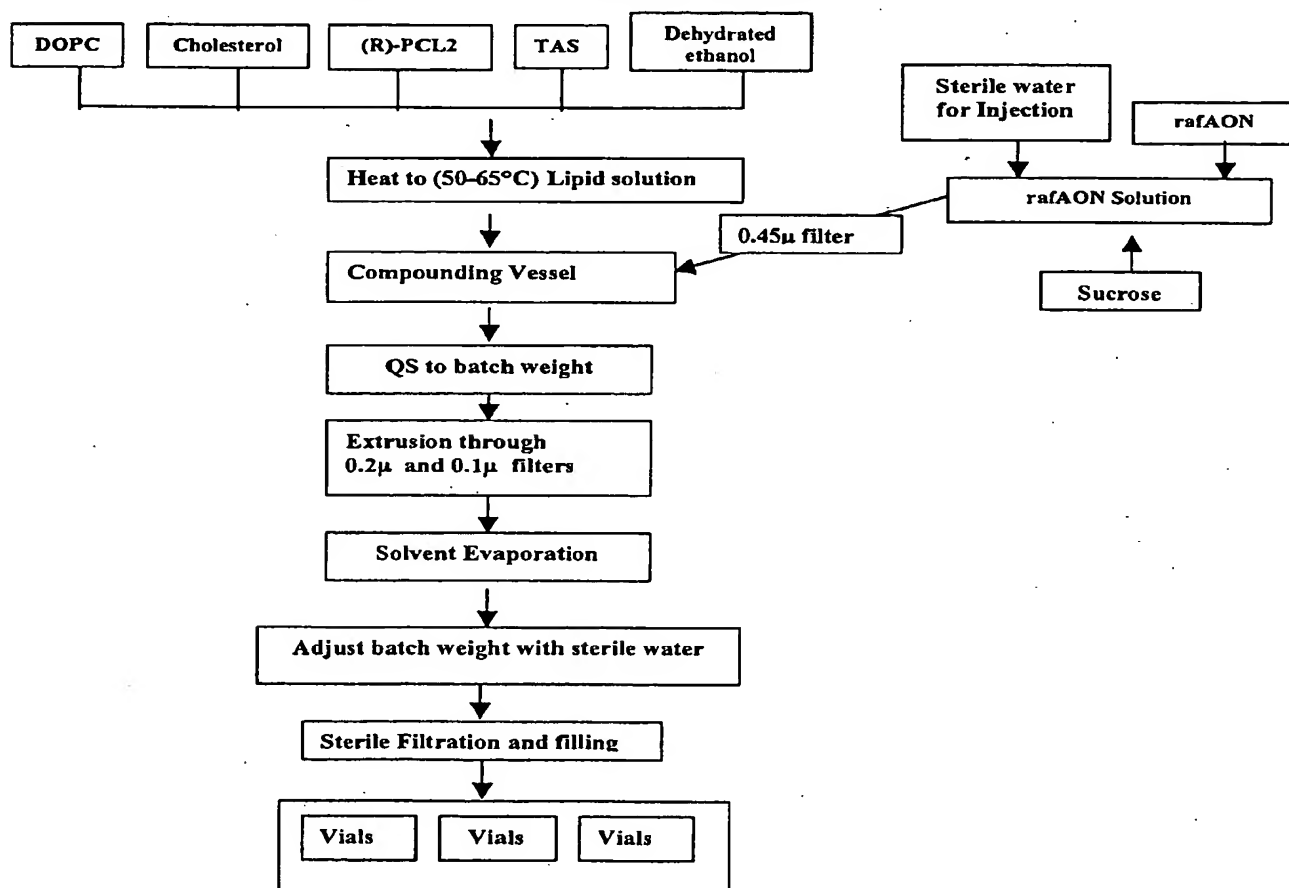 DOPC
Cholesterol
(R)-PCL2
TAS
Dehydrated
ethanol
Sterile water
for Injection
rafAON
Heat to (50-65°C) Lipid solution
rafAON Solution
0.45µ filter
Compounding Vessel
Sucrose
QS to batch weight
Extrusion through
0.2µ and 0.1µ filters
Solvent Evaporation
Adjust batch weight with sterile water
Sterile Filtration and filling
Vials
Vials
Vials